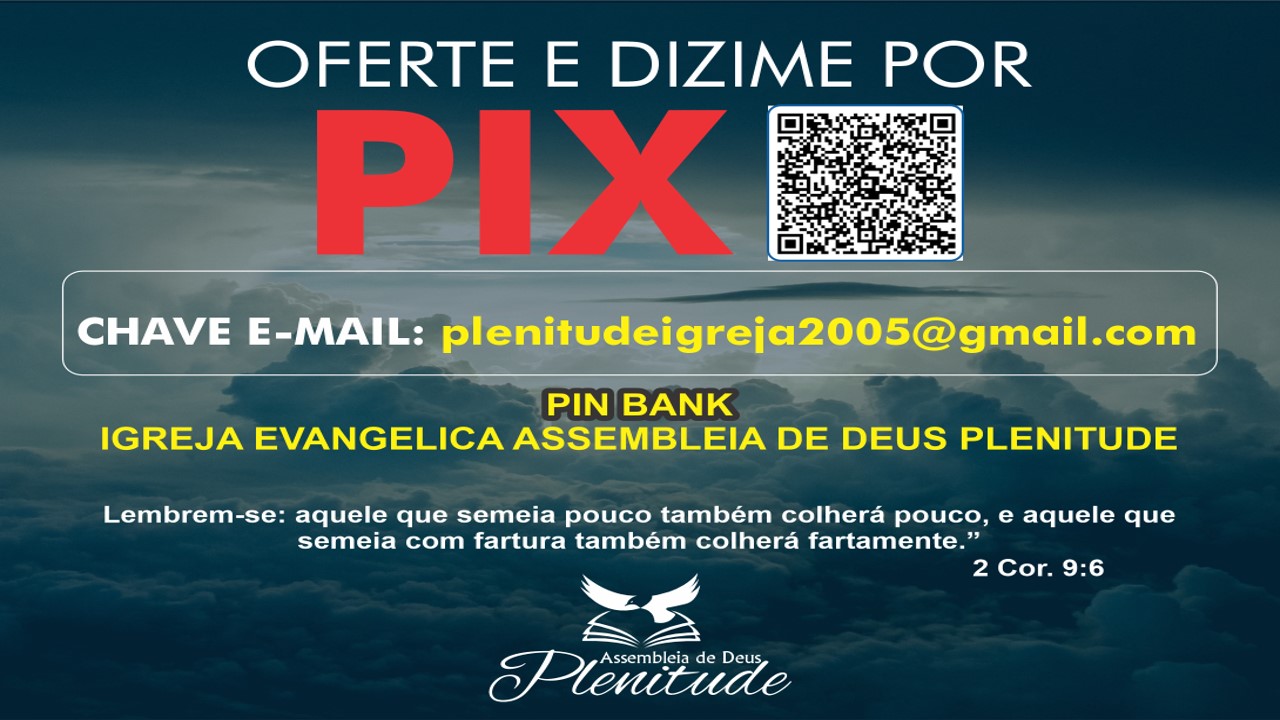 OFERTE E DIZIME POR
PIX
CHAVE E-MAIL: plenitudeigreja2005@gmail.com
PIN BANK
IGREJA EVANGELICA ASSEMBLEIA DE DEUS PLENITUDE
Lembrem-se: aquele que semeia pouco também colherá pouco, e aquele que
semeia com fartura também colherá fartamente.”
2 Cor. 9:6
Assembleia de Deus
Plenitude